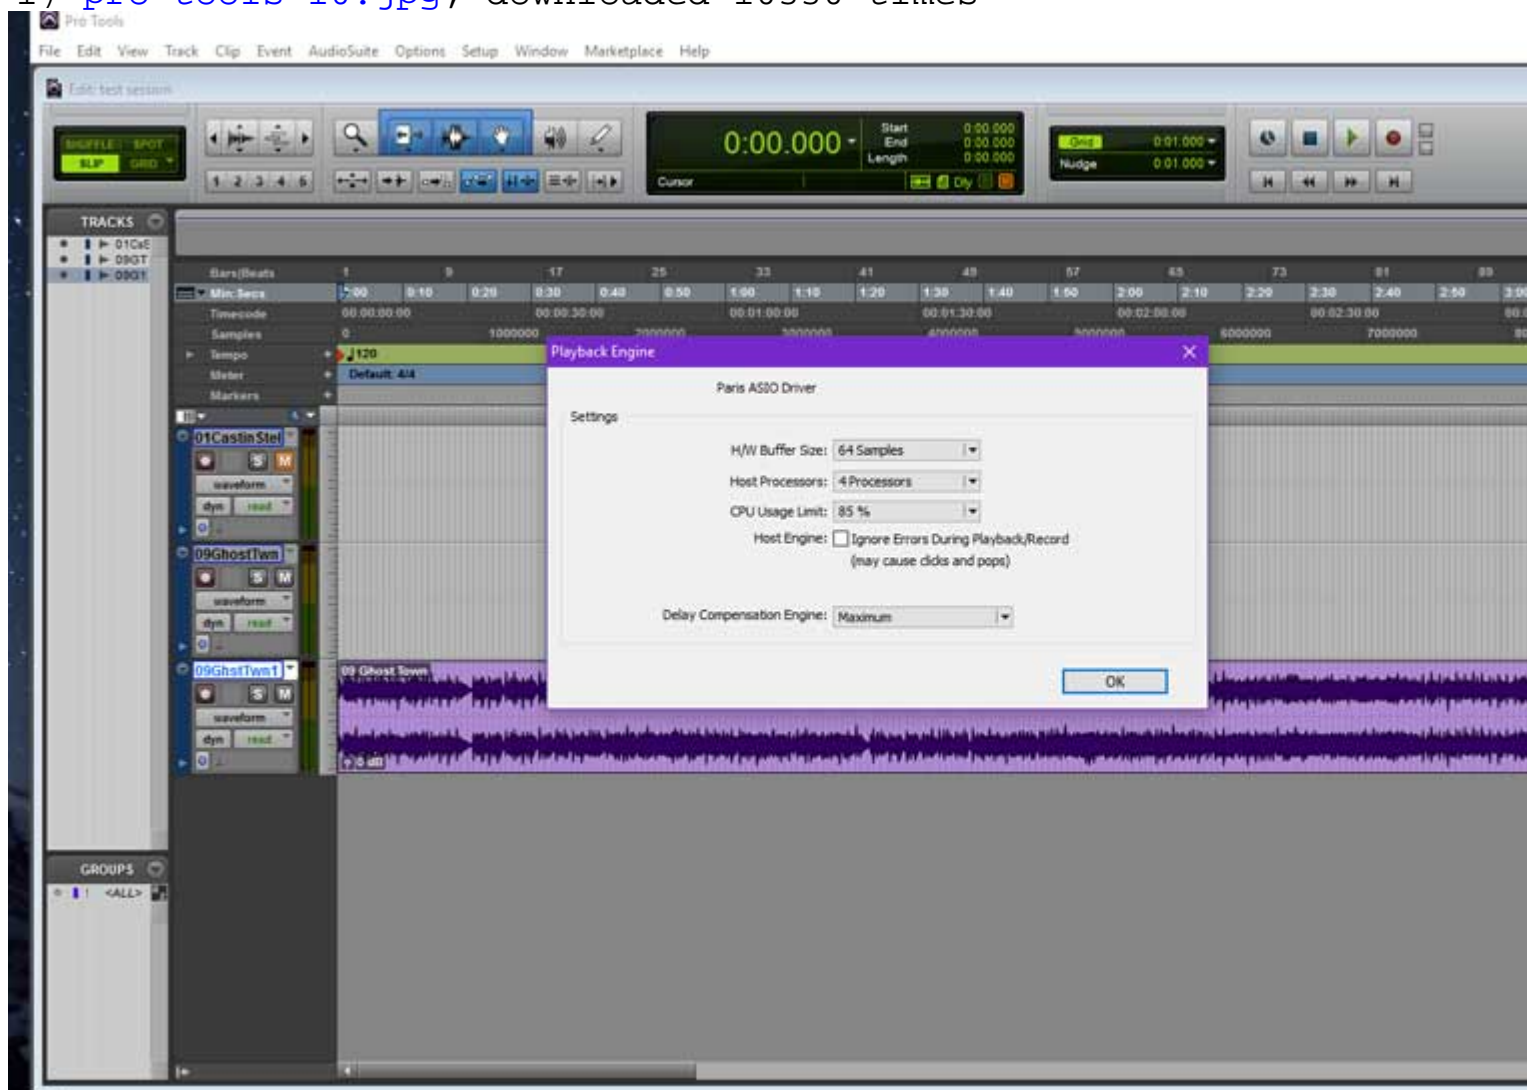 Pro Tools
File Edit View Track Clip Event AudioSuite Options Setup Window Marketplace Help
Edit: test session
SHUFFLE SPOT
SLIP GRID
1 2 3 4 5
0:00.000
Start 0:00.000
End 0:00.000
Length 0:00.000
Cursor
Dly
Grid 0:01.000
Nudge 0:01.000
TRACKS
01CaS
09GT
09GT
Bars|Beats 1 9 17 25 33 41 49 57 65 73 81 89
Min:Secs 0:00 0:10 0:20 0:30 0:40 0:50 1:00 1:10 1:20 1:30 1:40 1:50 2:00 2:10 2:20 2:30 2:40 2:50 3:00
Timecode 00:00:00:00 00:00:30:00 00:01:00:00 00:01:30:00 00:02:00:00 00:02:30:00
Samples 0 1000000 2000000 3000000 4000000 5000000 6000000 7000000
Tempo 120
Meter Default: 4/4
Markers
Playback Engine
Paris ASIO Driver
Settings
H/W Buffer Size: 64 Samples
Host Processors: 4 Processors
CPU Usage Limit: 85 %
Host Engine: Ignore Errors During Playback/Record
(may cause clicks and pops)
Delay Compensation Engine: Maximum
OK
01CastinStel
S M
waveform
dyn read
09GhostTwn
S M
waveform
dyn read
09GhstTwn1
S M
waveform
dyn read
09 Ghost Town
0 dB
GROUPS
! <ALL>